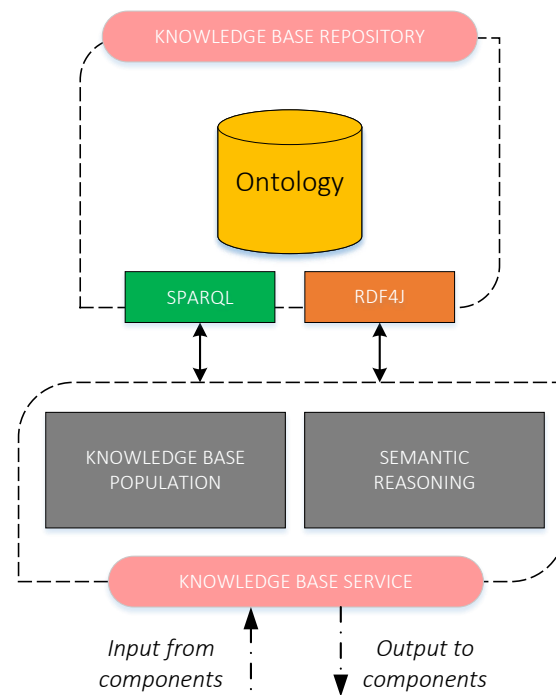 KNOWLEDGE BASE REPOSITORY
Ontology
SPARQL
RDF4J
KNOWLEDGE BASE
POPULATION
SEMANTIC
REASONING
KNOWLEDGE BASE SERVICE
Input from
components
Output to
components